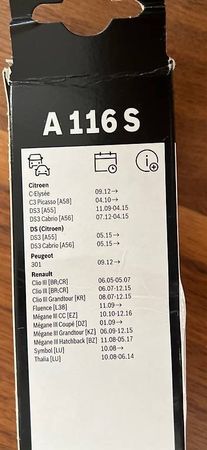 A 116 S
Citroen
C-Elysée 09.12→
C3 Picasso [A58] 04.10→
DS3 [A55] 11.09-04.15
DS3 Cabrio [A56] 07.12-04.15
DS (Citroen)
DS3 [A55] 05.15→
DS3 Cabrio [A56] 05.15→
Peugeot
301 09.12→
Renault
Clio III [BR,CR] 06.05-05.07
Clio III [BR,CR] 06.07-12.15
Clio III Grandtour [KR] 08.07-12.15
Fluence [L38] 11.09→
Mégane III CC [EZ] 10.10-12.16
Mégane III Coupé [DZ] 01.09→
Mégane III Grandtour [KZ] 06.09-12.15
Mégane III Hatchback [BZ] 11.08-05.17
Symbol [LU] 10.08→
Thalia [LU] 10.08-06.14